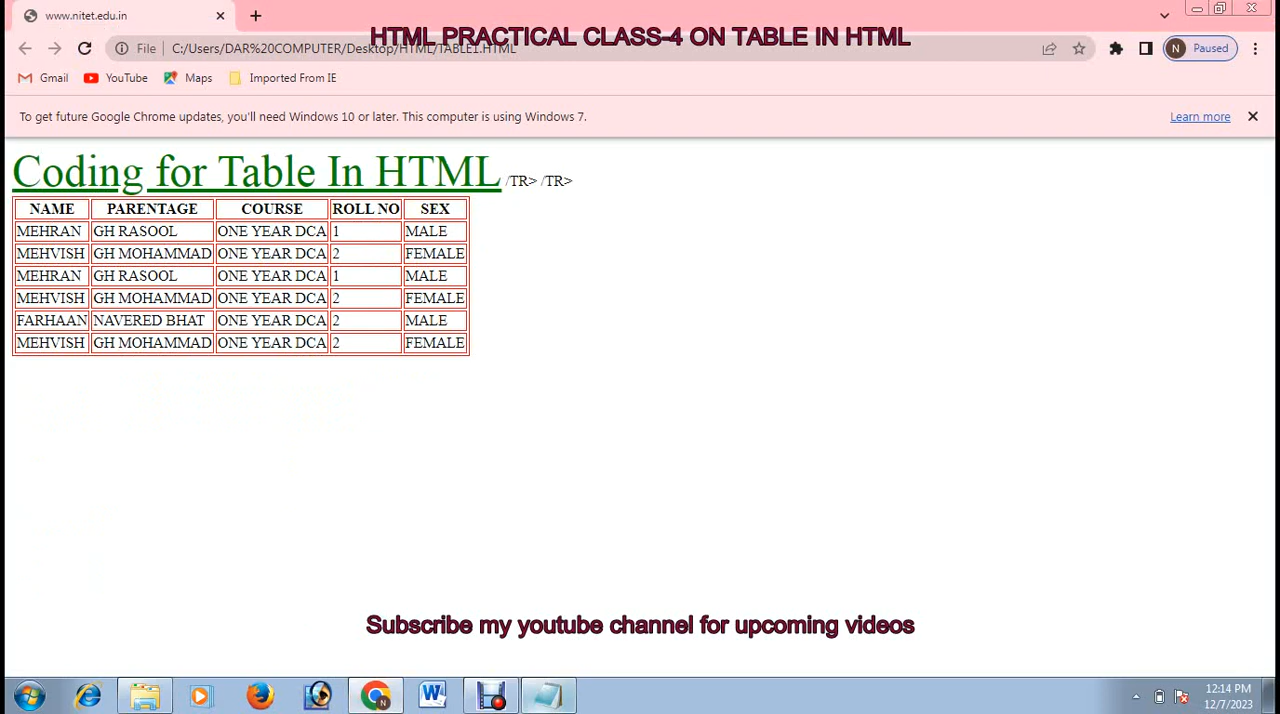 www.nitet.edu.in
HTML PRACTICAL CLASS-4 ON TABLE IN HTML
File C:/Users/DAR%20COMPUTER/Desktop/HTML/TABLE1.HTML
N Paused
Gmail YouTube Maps Imported From IE
To get future Google Chrome updates, you'll need Windows 10 or later. This computer is using Windows 7. Learn more
Coding for Table In HTML /TR> /TR>
NAME PARENTAGE COURSE ROLL NO SEX
MEHRAN GH RASOOL ONE YEAR DCA 1 MALE
MEHVISH GH MOHAMMAD ONE YEAR DCA 2 FEMALE
MEHRAN GH RASOOL ONE YEAR DCA 1 MALE
MEHVISH GH MOHAMMAD ONE YEAR DCA 2 FEMALE
FARHAAN NAVERED BHAT ONE YEAR DCA 2 MALE
MEHVISH GH MOHAMMAD ONE YEAR DCA 2 FEMALE
Subscribe my youtube channel for upcoming videos
12:14 PM
12/7/2023